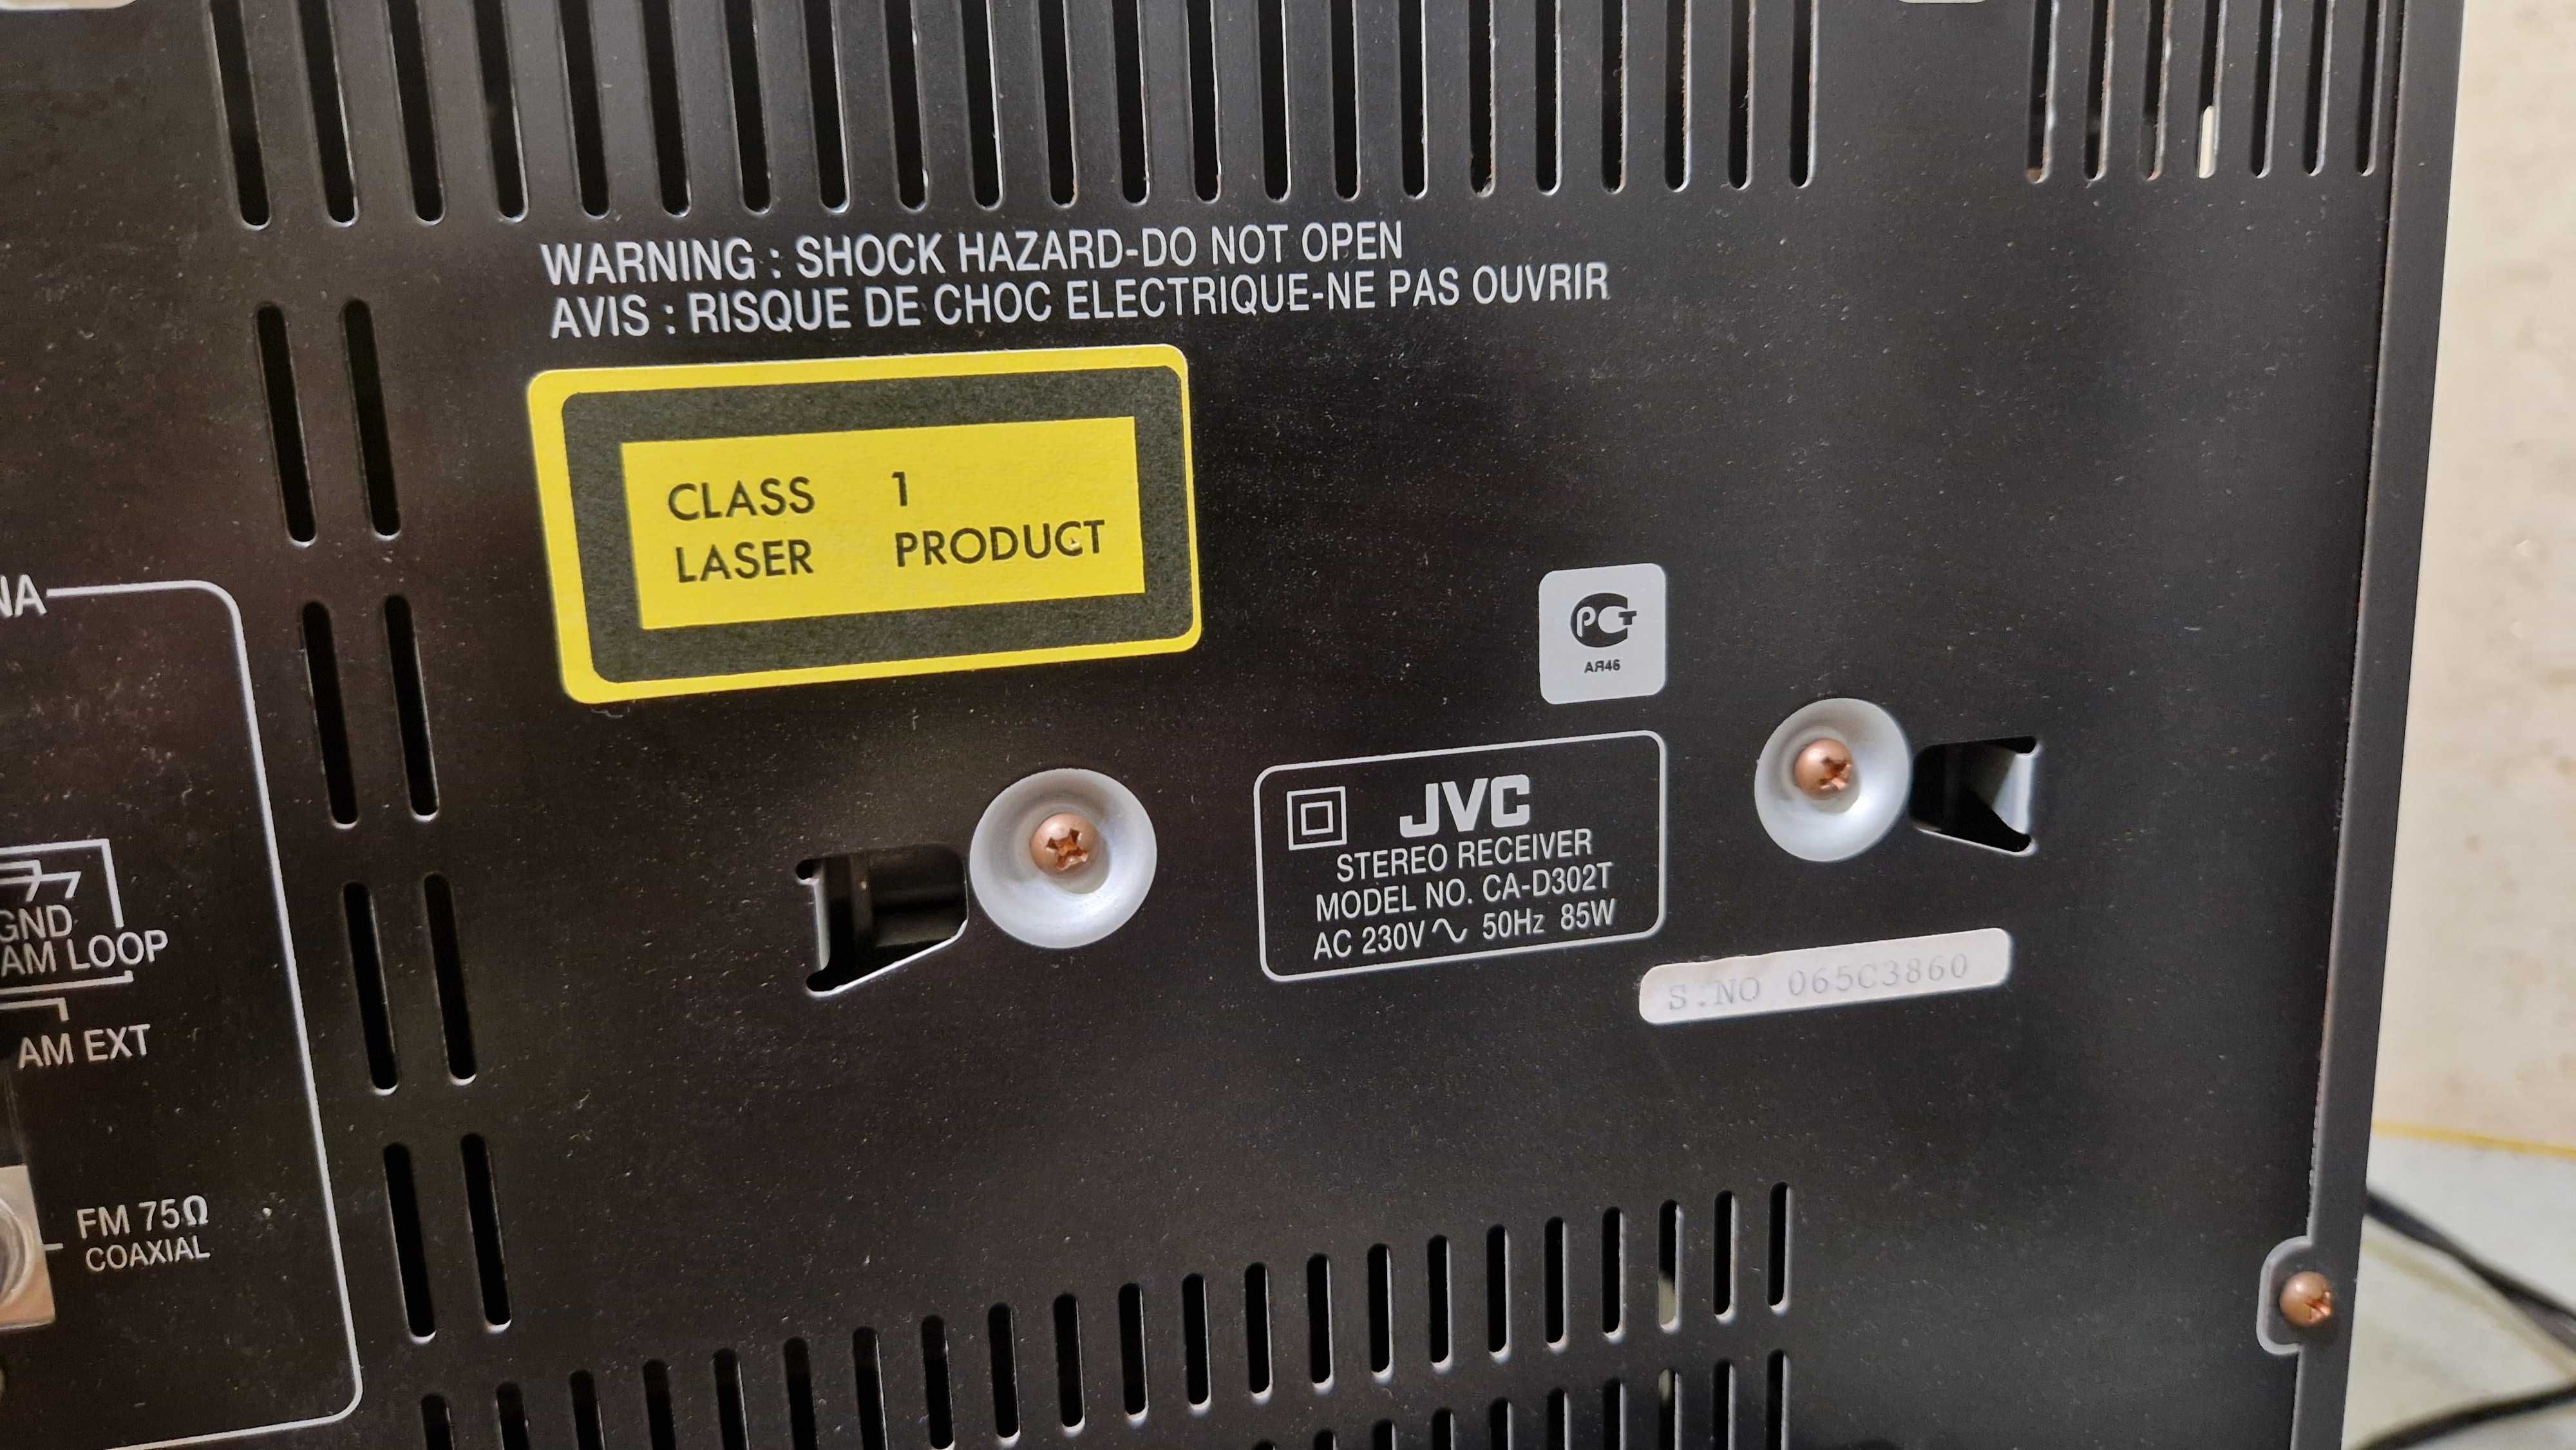 WARNING : SHOCK HAZARD-DO NOT OPEN
AVIS : RISQUE DE CHOC ELECTRIQUE-NE PAS OUVRIR
CLASS 1
LASER PRODUCT
РСТ
АЯ46
JVC
STEREO RECEIVER
MODEL NO. CA-D302T
AC 230V ∿ 50Hz 85W
S.NO 065C3860
GND
AM LOOP
AM EXT
FM 75Ω
COAXIAL